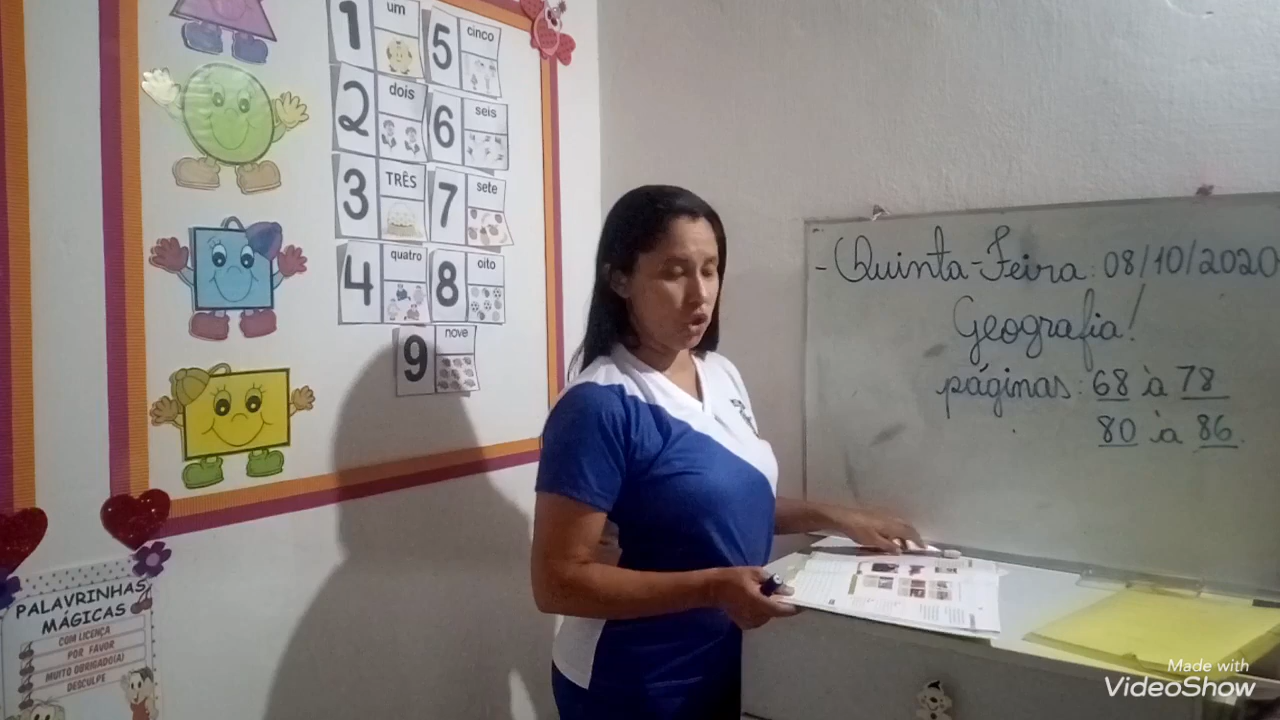 1 um
5 cinco
2 dois
6 seis
3 TRÊS
7 sete
4 quatro
8 oito
9 nove
PALAVRINHAS
MÁGICAS
COM LICENÇA
POR FAVOR
MUITO OBRIGADO(A)
DESCULPE
- Quinta-Feira: 08/10/2020
Geografia!
páginas: 68 à 78
80 à 86.
Made with
VideoShow